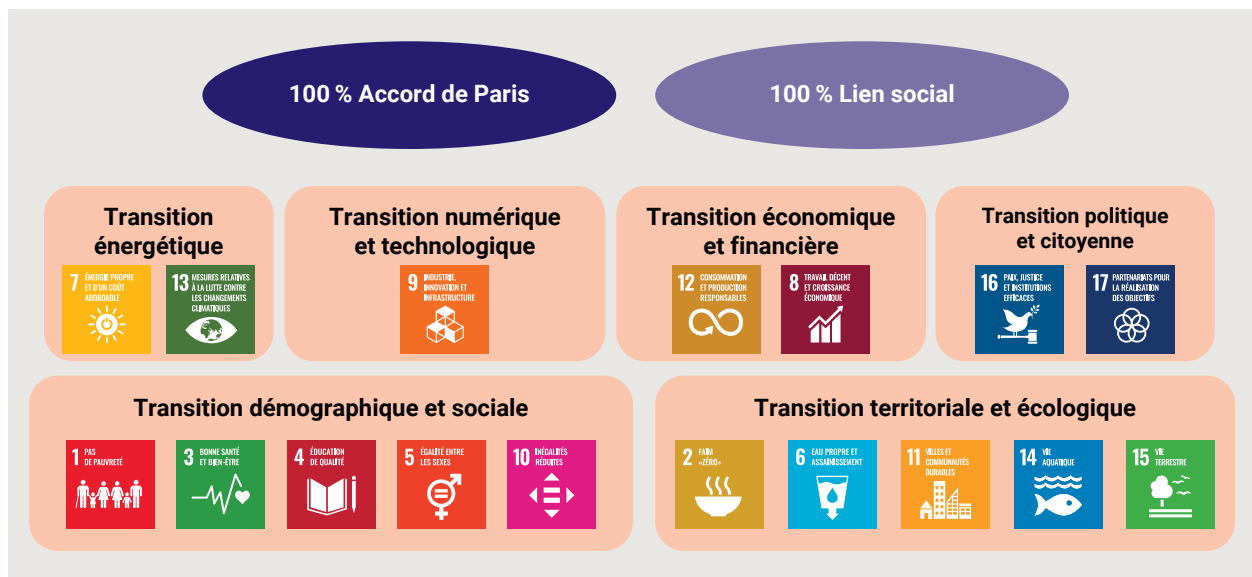 100 % Accord de Paris
100 % Lien social
Transition
énergétique
7 ÉNERGIE PROPRE
ET D'UN COÛT
ABORDABLE
13 MESURES RELATIVES
À LA LUTTE CONTRE
LES CHANGEMENTS
CLIMATIQUES
Transition numérique
et technologique
9 INDUSTRIE,
INNOVATION ET
INFRASTRUCTURE
Transition économique
et financière
12 CONSOMMATION
ET PRODUCTION
RESPONSABLES
8 TRAVAIL DÉCENT
ET CROISSANCE
ÉCONOMIQUE
Transition politique
et citoyenne
16 PAIX, JUSTICE
ET INSTITUTIONS
EFFICACES
17 PARTENARIATS POUR
LA RÉALISATION
DES OBJECTIFS
Transition démographique et sociale
1 PAS
DE PAUVRETÉ
3 BONNE SANTÉ
ET BIEN-ÊTRE
4 ÉDUCATION
DE QUALITÉ
5 ÉGALITÉ ENTRE
LES SEXES
10 INÉGALITÉS
RÉDUITES
Transition territoriale et écologique
2 FAIM
«ZÉRO»
6 EAU PROPRE ET
ASSAINISSEMENT
11 VILLES ET
COMMUNAUTÉS
DURABLES
14 VIE
AQUATIQUE
15 VIE
TERRESTRE